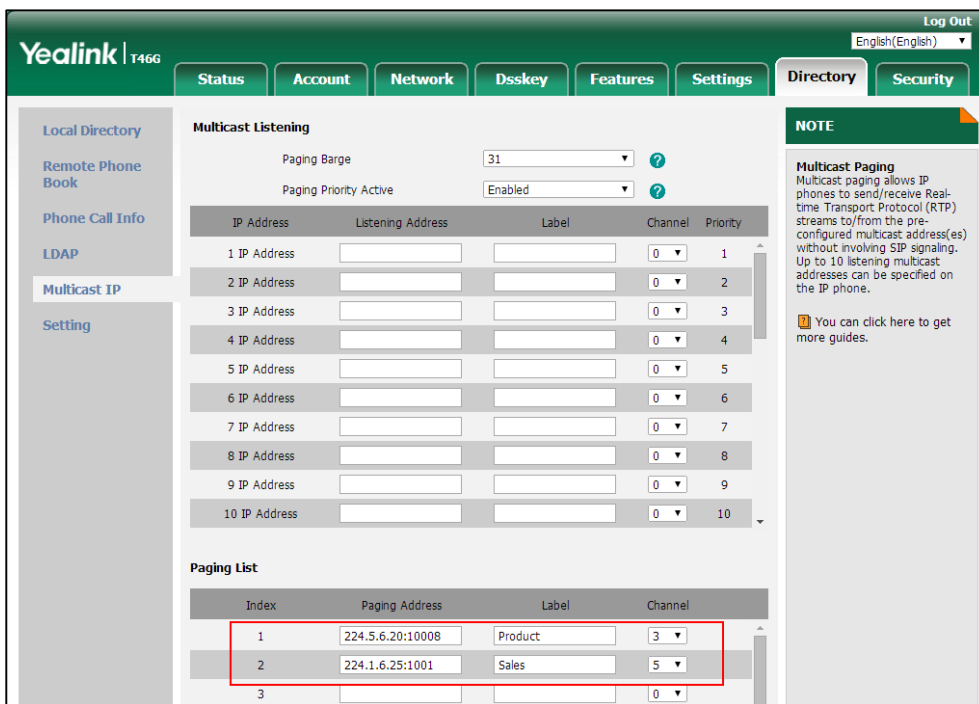 Log Out
Yealink T46G
English(English)
Status Account Network Dsskey Features Settings Directory Security
Local Directory
Remote Phone
Book
Phone Call Info
LDAP
Multicast IP
Setting
Multicast Listening
Paging Barge 31
Paging Priority Active Enabled
IP Address Listening Address Label Channel Priority
1 IP Address 0 1
2 IP Address 0 2
3 IP Address 0 3
4 IP Address 0 4
5 IP Address 0 5
6 IP Address 0 6
7 IP Address 0 7
8 IP Address 0 8
9 IP Address 0 9
10 IP Address 0 10
Paging List
Index Paging Address Label Channel
1 224.5.6.20:10008 Product 3
2 224.1.6.25:1001 Sales 5
3 0
NOTE
Multicast Paging
Multicast paging allows IP
phones to send/receive Real-
time Transport Protocol (RTP)
streams to/from the pre-
configured multicast address(es)
without involving SIP signaling.
Up to 10 listening multicast
addresses can be specified on
the IP phone.
You can click here to get
more guides.